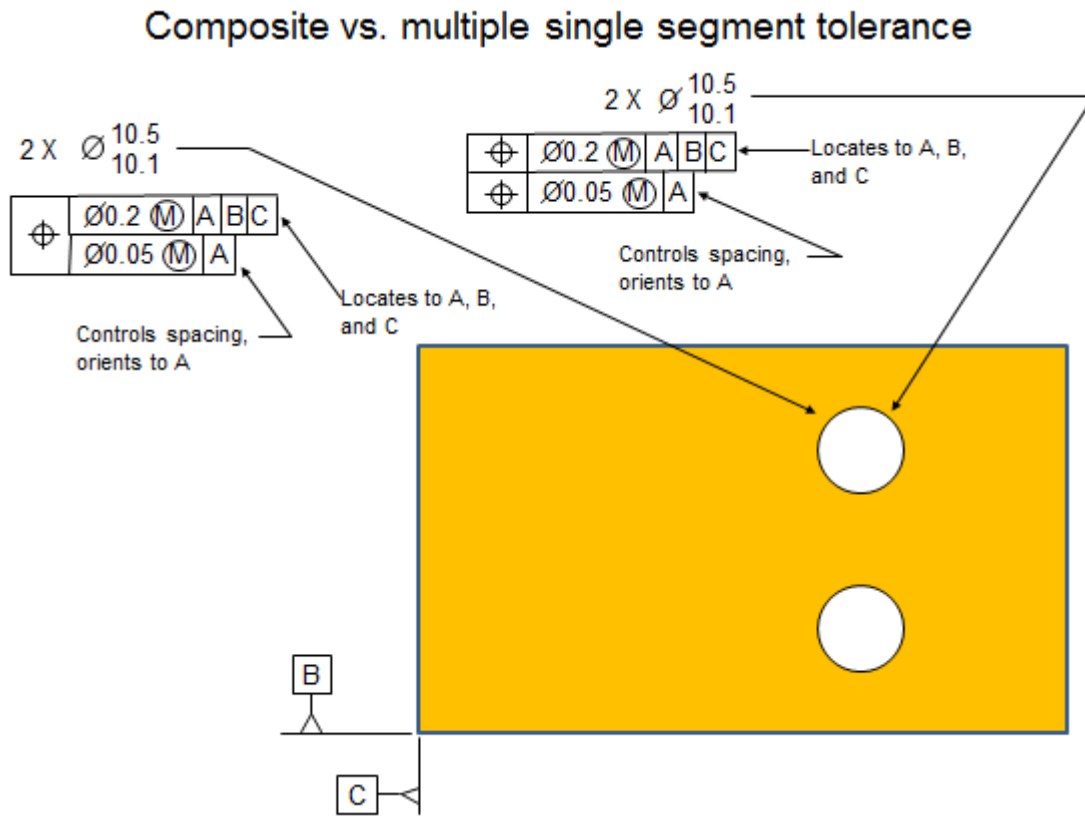 Composite vs. multiple single segment tolerance
2 X Ø 10.5
10.1
⌖ Ø0.2 Ⓜ A B C
Ø0.05 Ⓜ A
Controls spacing,
orients to A
Locates to A, B,
and C
2 X Ø 10.5
10.1
⌖ Ø0.2 Ⓜ A B C
⌖ Ø0.05 Ⓜ A
Locates to A, B,
and C
Controls spacing,
orients to A
B
C